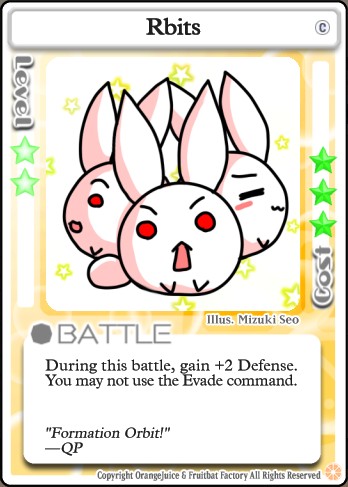 Rbits
©
Level
Cost
Illus. Mizuki Seo
BATTLE
During this battle, gain +2 Defense.
You may not use the Evade command.
"Formation Orbit!"
—QP
Copyright OrangeJuice & Fruitbat Factory All Rights Reserved